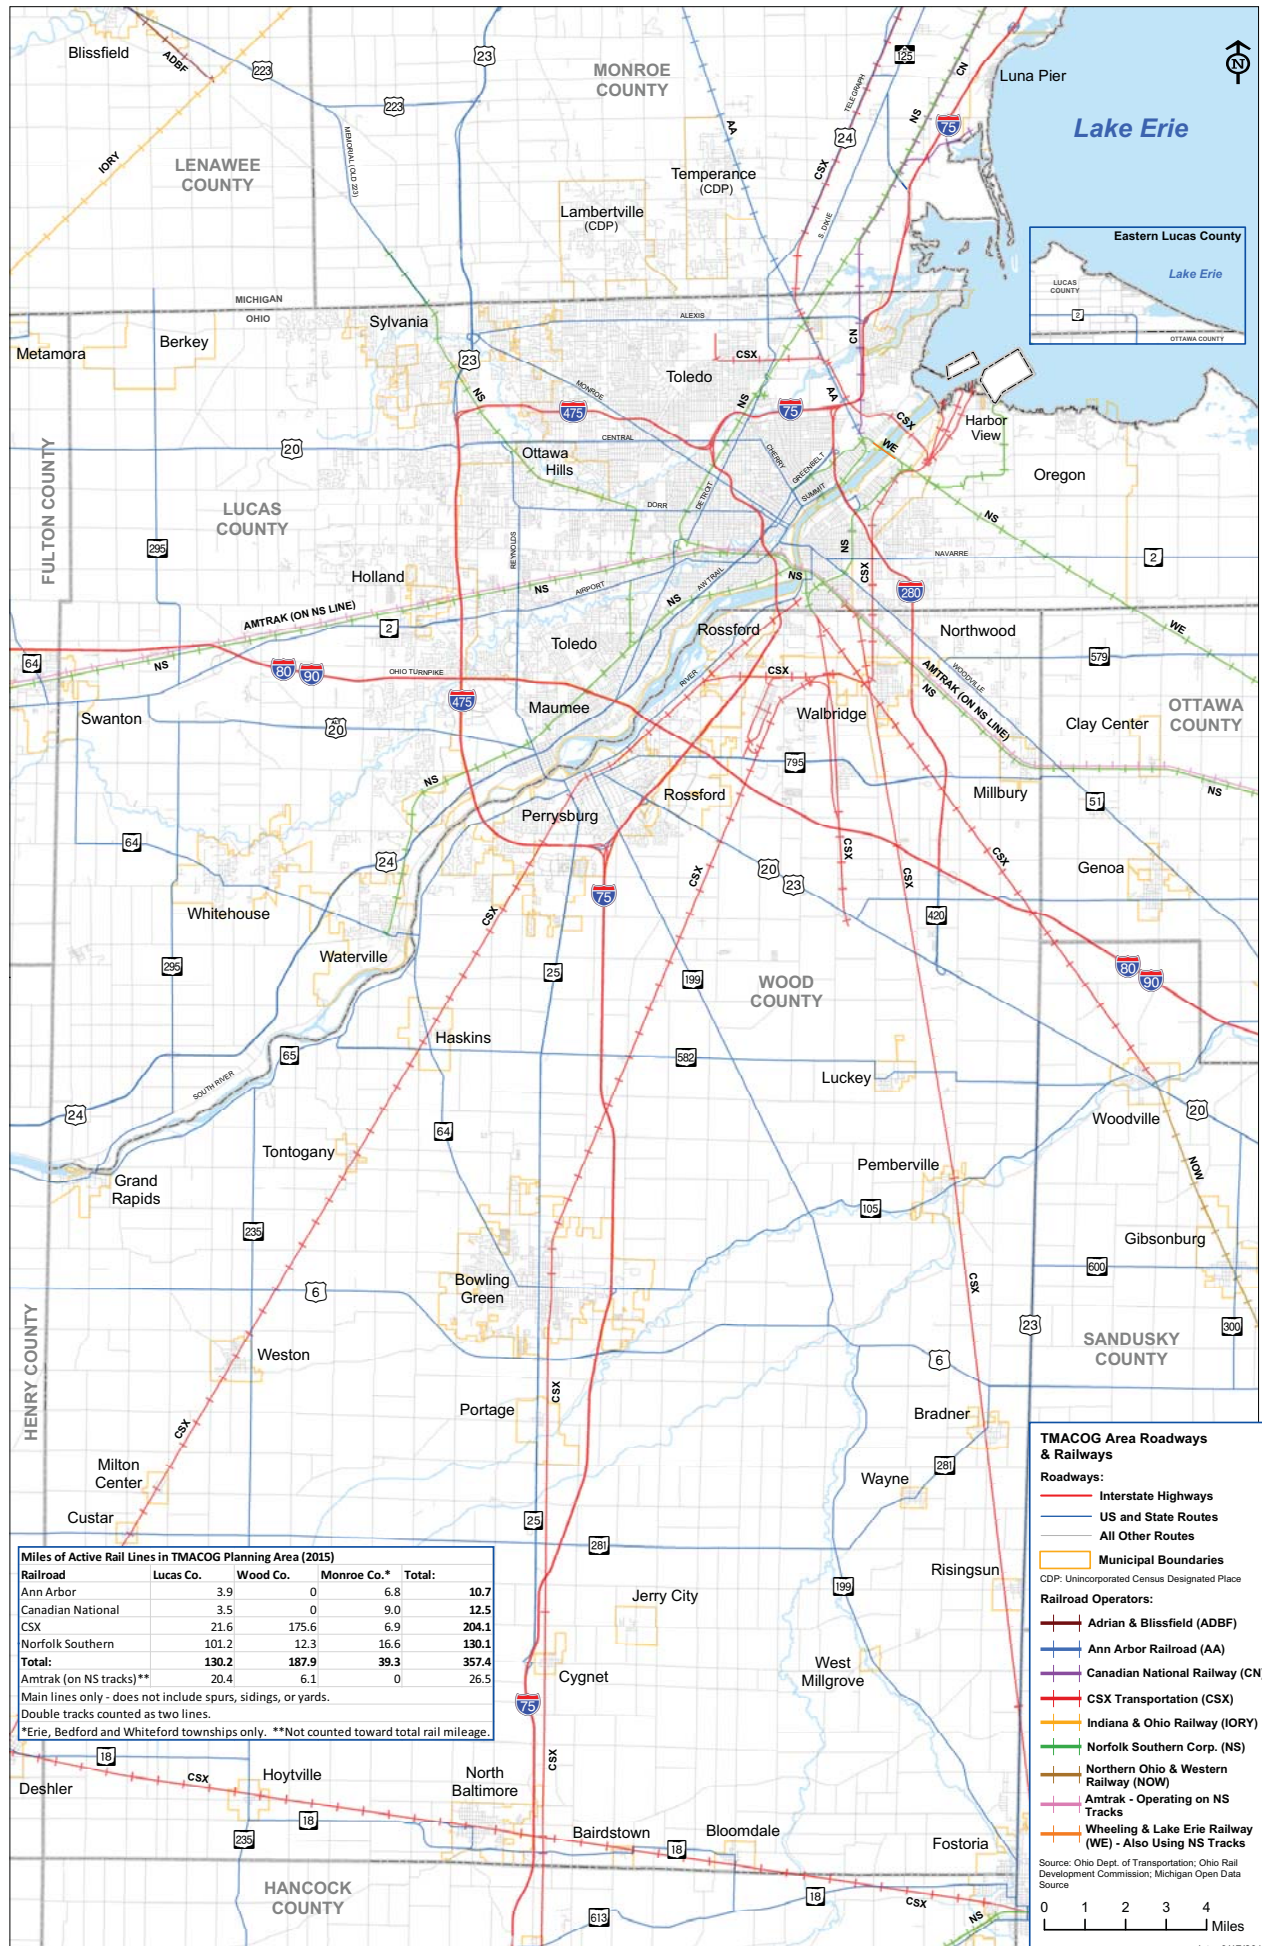 Blissfield
ADBF
223
23
MONROE
COUNTY
125
CN
Luna Pier
N
TELEGRAPH
NS
75
Lake Erie
223
AA
24
CSX
MEMORIAL (OLD 223)
IORY
LENAWEE
COUNTY
Temperance
(CDP)
Lambertville
(CDP)
S. DIXIE
Eastern Lucas County
Lake Erie
LUCAS
COUNTY
2
OTTAWA COUNTY
MICHIGAN
OHIO
Sylvania
ALEXIS
CN
Metamora
Berkey
23
CSX
Toledo
MONROE
NS
NS
AA
475
75
CSX
Harbor
View
FULTON COUNTY
20
CENTRAL
Ottawa
Hills
CHERRY
GREENBELT
WE
Oregon
DETROIT
SUMMIT
LUCAS
COUNTY
DORR
NS
295
REYNOLDS
NS
NAVARRE
2
Holland
NS
AIRPORT
AW TRAIL
NS
NS
CSX
280
AMTRAK (ON NS LINE)
2
Toledo
Rossford
Northwood
WE
64
NS
80
90
OHIO TURNPIKE
CSX
WOODVILLE
579
475
RIVER
AMTRAK (ON NS LINE)
NS
Swanton
20
Maumee
Walbridge
Clay Center
OTTAWA
COUNTY
NS
795
Rossford
Millbury
NS
51
Perrysburg
64
24
CSX
CSX
CSX
CSX
20
23
Genoa
75
Whitehouse
CSX
420
Waterville
295
25
199
WOOD
COUNTY
80
90
Haskins
65
582
Luckey
SOUTH RIVER
24
Woodville
20
64
Tontogany
Pemberville
NOW
Grand
Rapids
105
235
Gibsonburg
600
Bowling
Green
CSX
6
23
300
HENRY COUNTY
Weston
SANDUSKY
COUNTY
6
CSX
Portage
Bradner
CSX
Milton
Center
Wayne
281
Custar
25
281
Risingsun
199
Jerry City
West
Millgrove
Cygnet
75
Miles of Active Rail Lines in TMACOG Planning Area (2015)
Railroad Lucas Co. Wood Co. Monroe Co.* Total:
Ann Arbor 3.9 0 6.8 10.7
Canadian National 3.5 0 9.0 12.5
CSX 21.6 175.6 6.9 204.1
Norfolk Southern 101.2 12.3 16.6 130.1
Total: 130.2 187.9 39.3 357.4
Amtrak (on NS tracks)** 20.4 6.1 0 26.5
Main lines only - does not include spurs, sidings, or yards.
Double tracks counted as two lines.
*Erie, Bedford and Whiteford townships only. **Not counted toward total rail mileage.
18
CSX
Deshler
Hoytville
North
Baltimore
CSX
18
235
Bairdstown
Bloomdale
18
Fostoria
HANCOCK
COUNTY
18
CSX
613
NS
TMACOG Area Roadways
& Railways
Roadways:
Interstate Highways
US and State Routes
All Other Routes
Municipal Boundaries
CDP: Unincorporated Census Designated Place
Railroad Operators:
Adrian & Blissfield (ADBF)
Ann Arbor Railroad (AA)
Canadian National Railway (CN)
CSX Transportation (CSX)
Indiana & Ohio Railway (IORY)
Norfolk Southern Corp. (NS)
Northern Ohio & Western
Railway (NOW)
Amtrak - Operating on NS
Tracks
Wheeling & Lake Erie Railway
(WE) - Also Using NS Tracks
Source: Ohio Dept. of Transportation; Ohio Rail
Development Commission; Michigan Open Data
Source
0 1 2 3 4
Miles